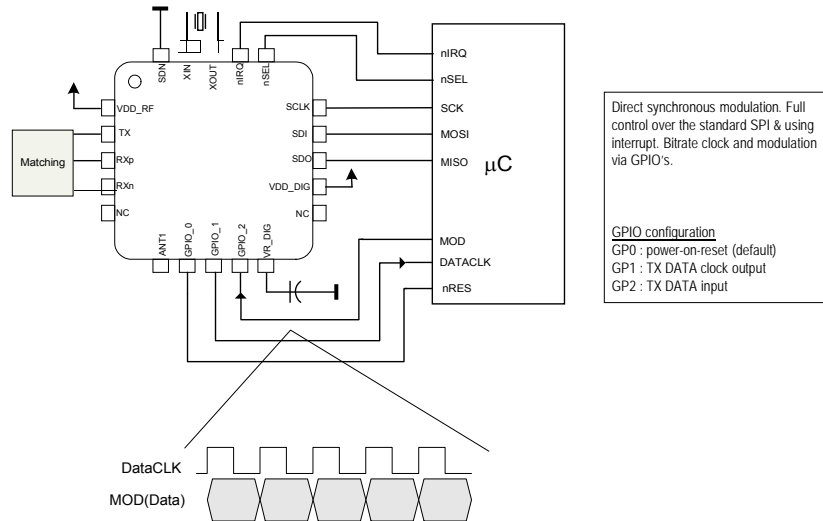 SDN
XIN
XOUT
nIRQ
nSEL
VDD_RF
TX
RXp
RXn
NC
Matching
SCLK
SDI
SDO
VDD_DIG
NC
ANT1
GPIO_0
GPIO_1
GPIO_2
VR_DIG
nIRQ
nSEL
SCK
MOSI
MISO
µC
MOD
DATACLK
nRES
Direct synchronous modulation. Full
control over the standard SPI & using
interrupt. Bitrate clock and modulation
via GPIO's.
GPIO configuration
GP0 : power-on-reset (default)
GP1 : TX DATA clock output
GP2 : TX DATA input
DataCLK
MOD(Data)